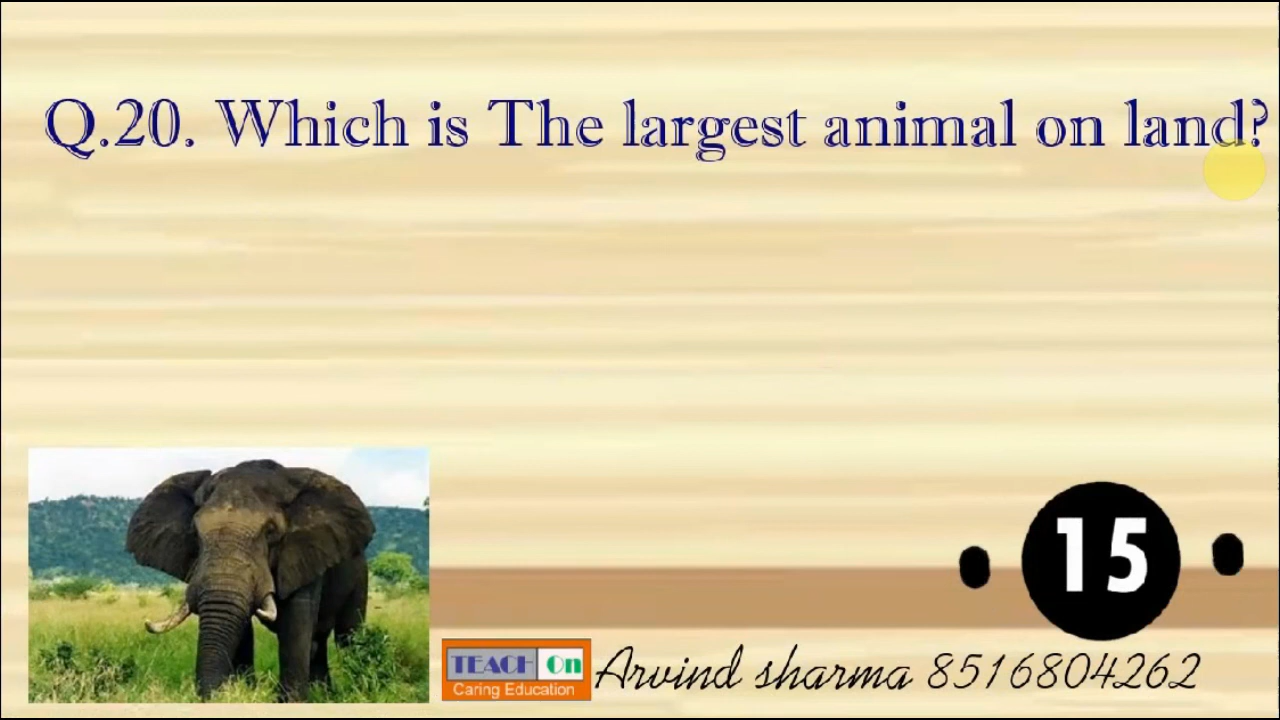 Q.20. Which is The largest animal on land?
15
TEACH On
Caring Education
Arvind sharma 8516804262